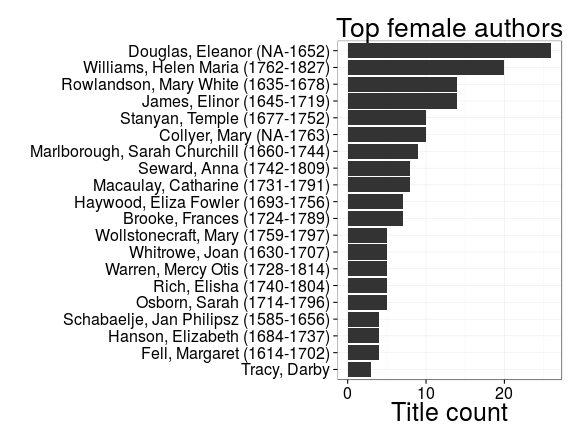 Top female authors
Douglas, Eleanor (NA-1652)
Williams, Helen Maria (1762-1827)
Rowlandson, Mary White (1635-1678)
James, Elinor (1645-1719)
Stanyan, Temple (1677-1752)
Collyer, Mary (NA-1763)
Marlborough, Sarah Churchill (1660-1744)
Seward, Anna (1742-1809)
Macaulay, Catharine (1731-1791)
Haywood, Eliza Fowler (1693-1756)
Brooke, Frances (1724-1789)
Wollstonecraft, Mary (1759-1797)
Whitrowe, Joan (1630-1707)
Warren, Mercy Otis (1728-1814)
Rich, Elisha (1740-1804)
Osborn, Sarah (1714-1796)
Schabaelje, Jan Philipsz (1585-1656)
Hanson, Elizabeth (1684-1737)
Fell, Margaret (1614-1702)
Tracy, Darby
0 10 20
Title count